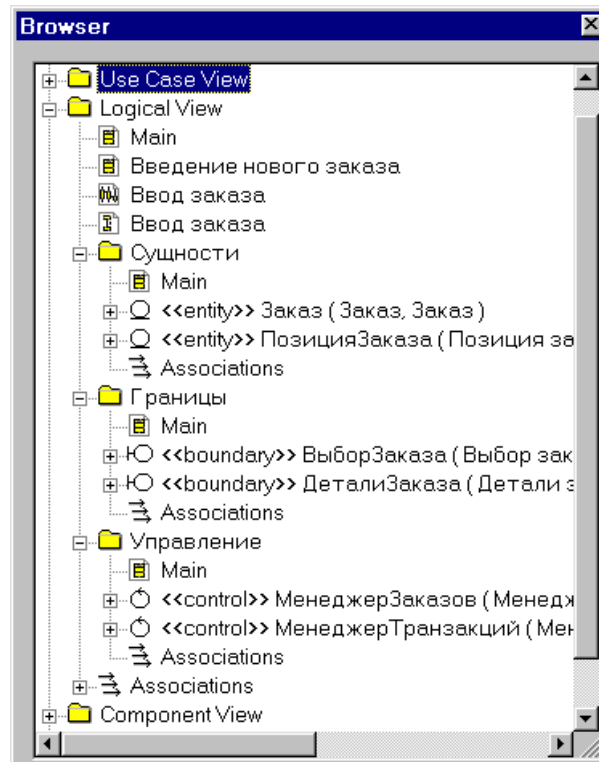 Browser
Use Case View
Logical View
Main
Введение нового заказа
Ввод заказа
Ввод заказа
Сущности
Main
<<entity>> Заказ ( Заказ, Заказ )
<<entity>> ПозицияЗаказа ( Позиция за
Associations
Границы
Main
<<boundary>> ВыборЗаказа ( Выбор зак
<<boundary>> ДеталиЗаказа ( Детали з
Associations
Управление
Main
<<control>> МенеджерЗаказов ( Менедж
<<control>> МенеджерТранзакций ( Мен
Associations
Associations
Component View